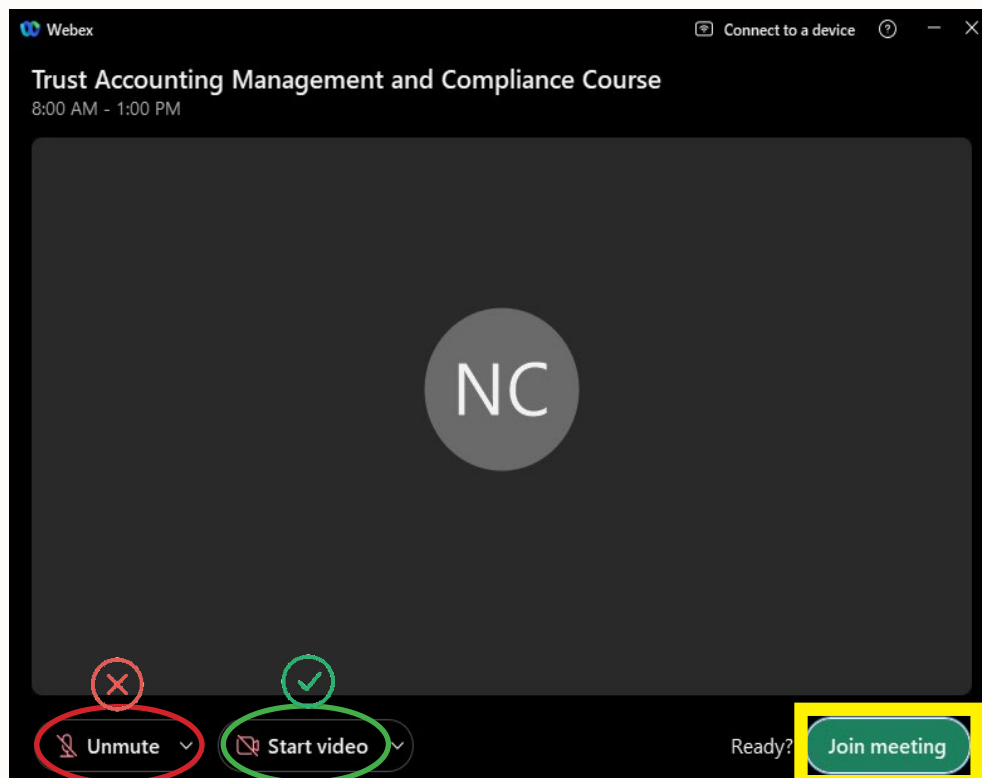 Webex
Connect to a device
Trust Accounting Management and Compliance Course
8:00 AM - 1:00 PM
NC
Unmute
Start video
Ready?
Join meeting